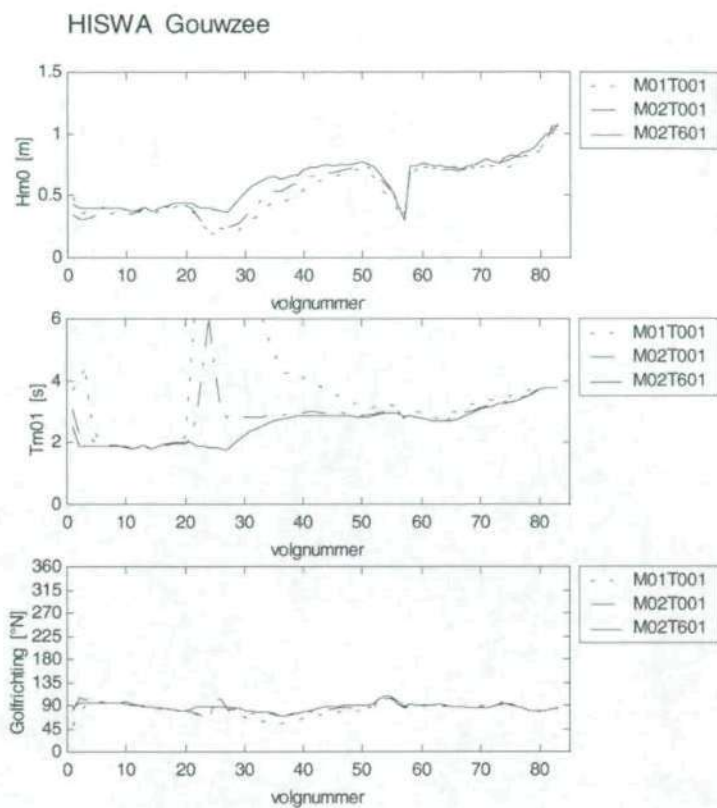 HISWA Gouwzee
1.5
1
0.5
0
Hm0 [m]
0 10 20 30 40 50 60 70 80
volgnummer
M01T001
M02T001
M02T601
6
4
2
0
Tm01 [s]
0 10 20 30 40 50 60 70 80
volgnummer
M01T001
M02T001
M02T601
360
315
270
225
180
135
90
45
0
Golfrichting [°N]
0 10 20 30 40 50 60 70 80
volgnummer
M01T001
M02T001
M02T601